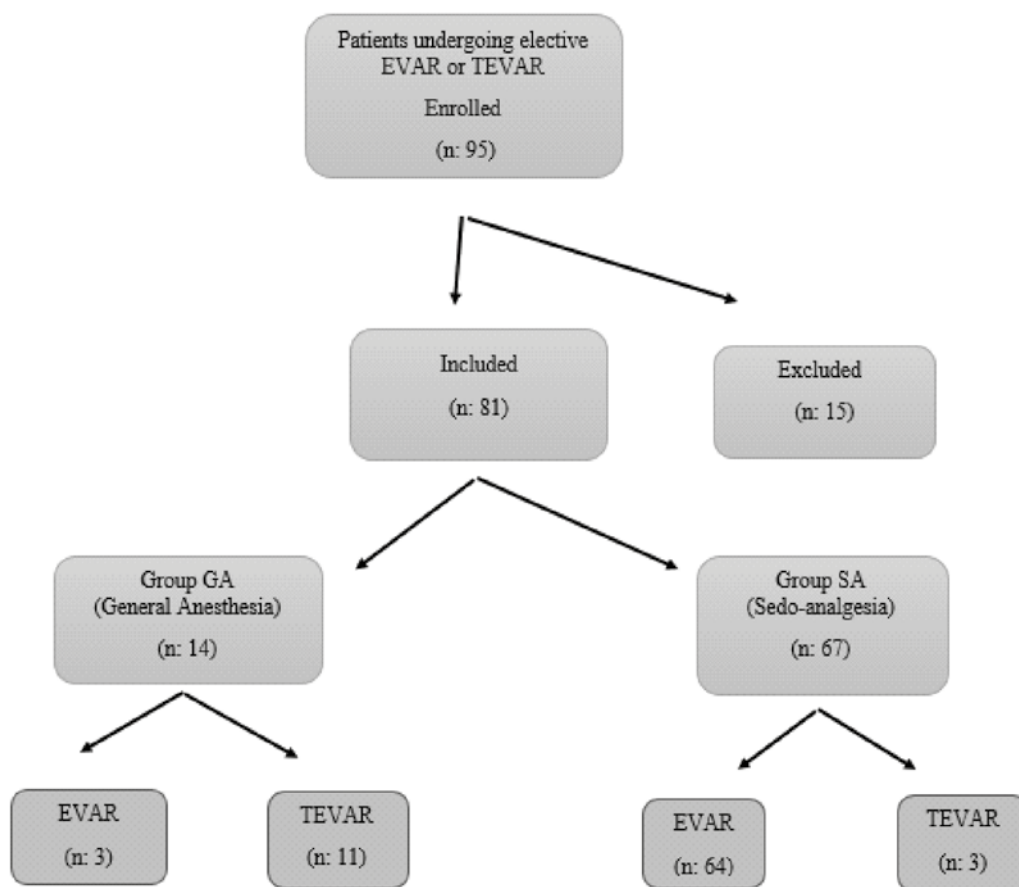 Patients undergoing elective
EVAR or TEVAR
Enrolled
(n: 95)
Included
(n: 81)
Excluded
(n: 15)
Group GA
(General Anesthesia)
(n: 14)
Group SA
(Sedo-analgesia)
(n: 67)
EVAR
(n: 3)
TEVAR
(n: 11)
EVAR
(n: 64)
TEVAR
(n: 3)